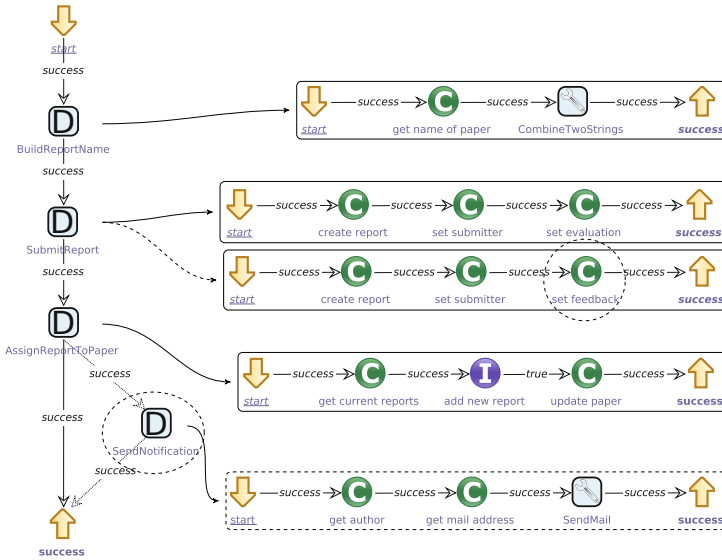 start
success
D
BuildReportName
success
D
SubmitReport
success
D
AssignReportToPaper
success
success
D
SendNotification
success
success
success C success success
start get name of paper CombineTwoStrings success
success C success C success C success
start create report set submitter set evaluation success
success C success C success C success
start create report set submitter set feedback success
success C success I true C success
start get current reports add new report update paper success
success C success C success success
start get author get mail address SendMail success